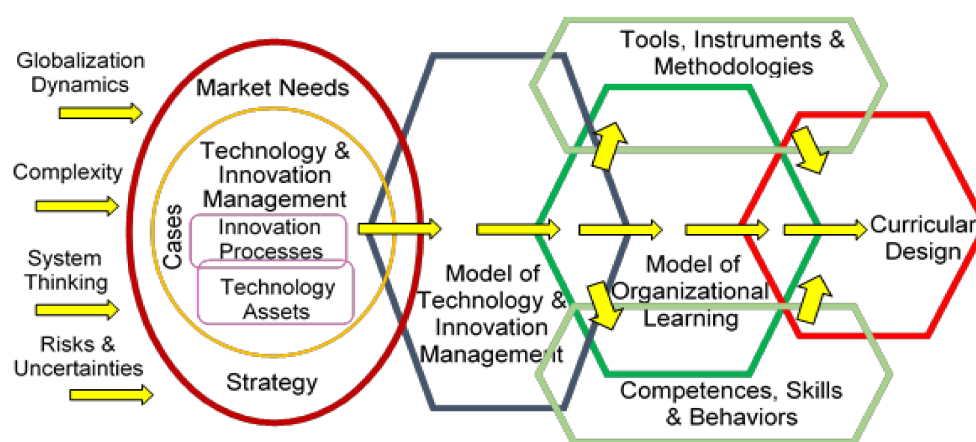 Globalization
Dynamics
Complexity
System
Thinking
Risks &
Uncertainties
Market Needs
Technology &
Innovation
Management
Cases
Innovation
Processes
Technology
Assets
Strategy
Model of
Technology &
Innovation
Management
Tools, Instruments &
Methodologies
Model of
Organizational
Learning
Competences, Skills
& Behaviors
Curricular
Design